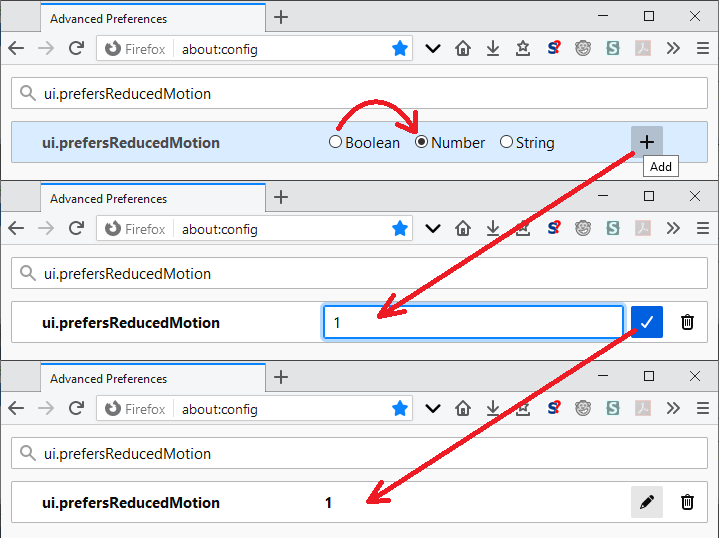 Advanced Preferences
Firefox about:config
ui.prefersReducedMotion
ui.prefersReducedMotion Boolean Number String
Add
Advanced Preferences
Firefox about:config
ui.prefersReducedMotion
ui.prefersReducedMotion 1
Advanced Preferences
Firefox about:config
ui.prefersReducedMotion
ui.prefersReducedMotion 1